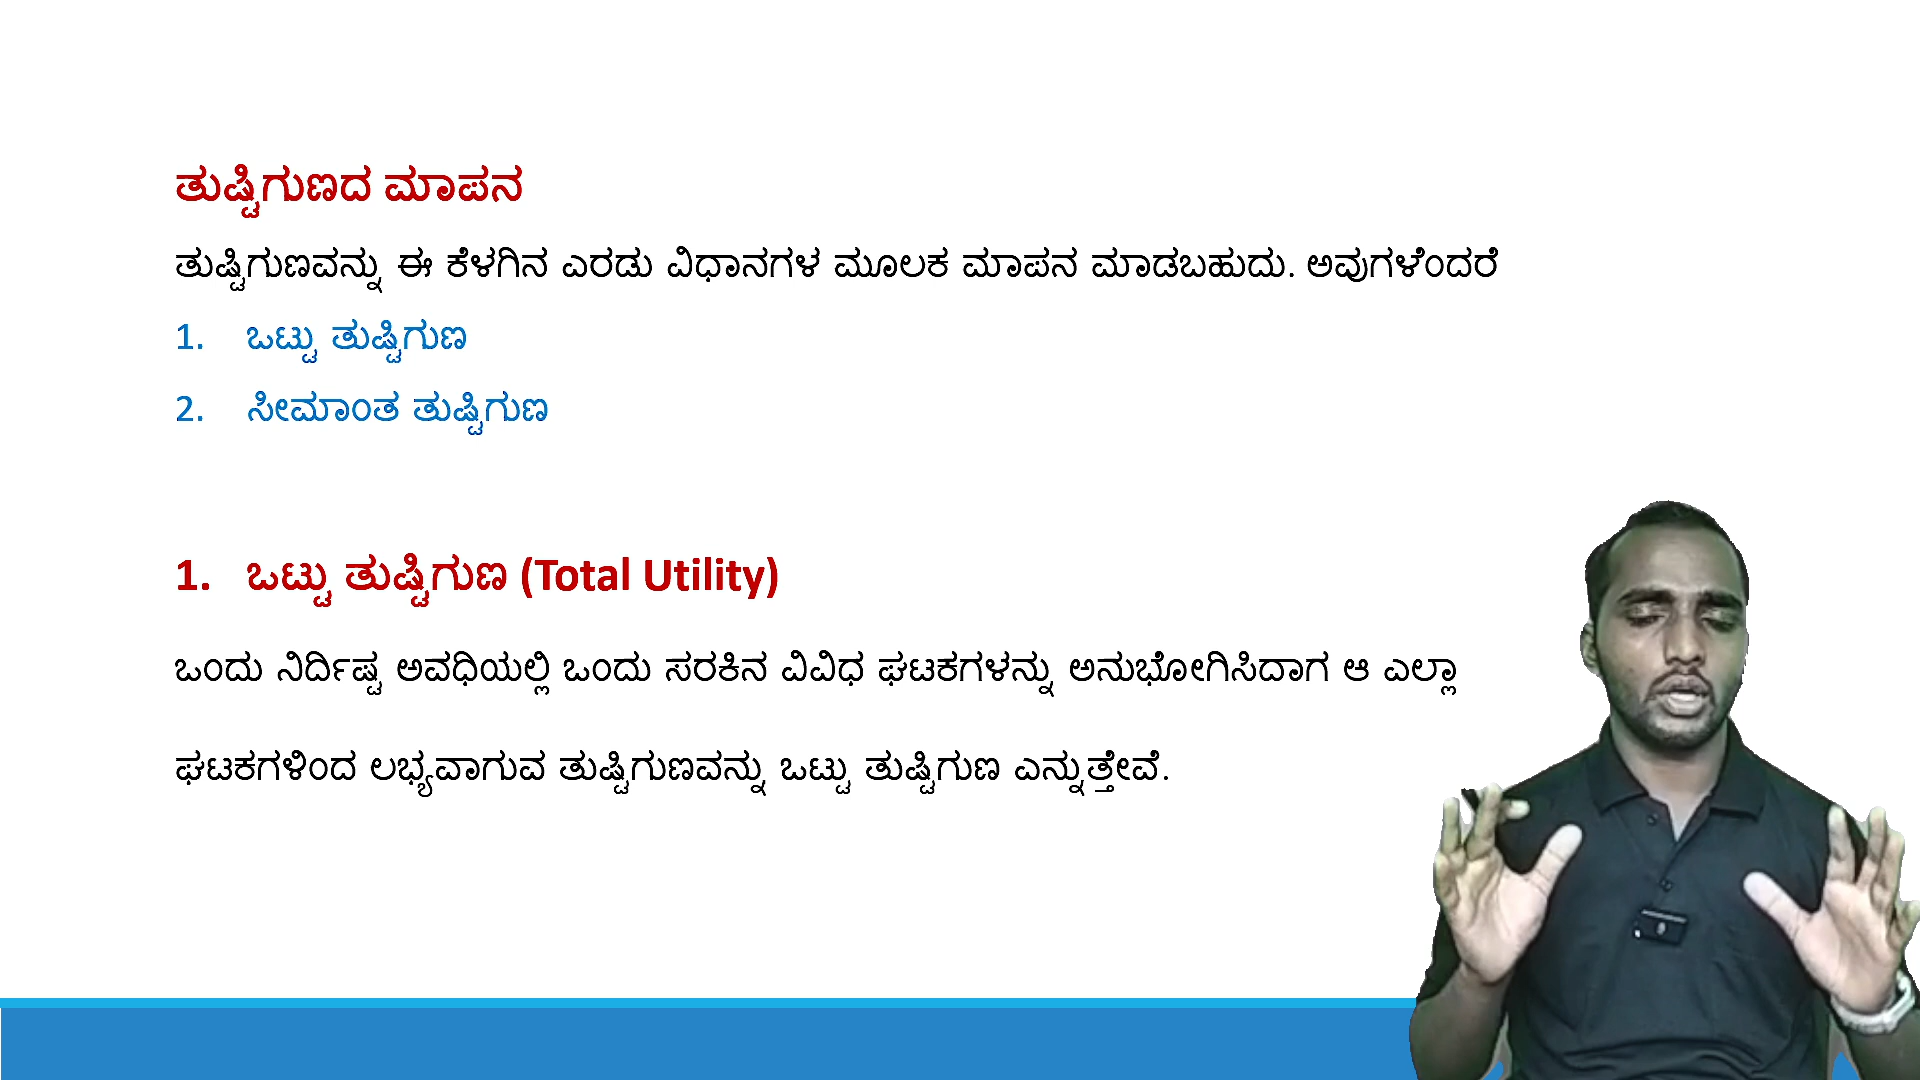 ತುಷ್ಟಿಗುಣದ ಮಾಪನ
ತುಷ್ಟಿಗುಣವನ್ನು ಈ ಕೆಳಗಿನ ಎರಡು ವಿಧಾನಗಳ ಮೂಲಕ ಮಾಪನ ಮಾಡಬಹುದು. ಅವುಗಳೆಂದರೆ
1. ಒಟ್ಟು ತುಷ್ಟಿಗುಣ
2. ಸೀಮಾಂತ ತುಷ್ಟಿಗುಣ
1. ಒಟ್ಟು ತುಷ್ಟಿಗುಣ (Total Utility)
ಒಂದು ನಿರ್ದಿಷ್ಟ ಅವಧಿಯಲ್ಲಿ ಒಂದು ಸರಕಿನ ವಿವಿಧ ಘಟಕಗಳನ್ನು ಅನುಭೋಗಿಸಿದಾಗ ಆ ಎಲ್ಲಾ
ಘಟಕಗಳಿಂದ ಲಭ್ಯವಾಗುವ ತುಷ್ಟಿಗುಣವನ್ನು ಒಟ್ಟು ತುಷ್ಟಿಗುಣ ಎನ್ನುತ್ತೇವೆ.